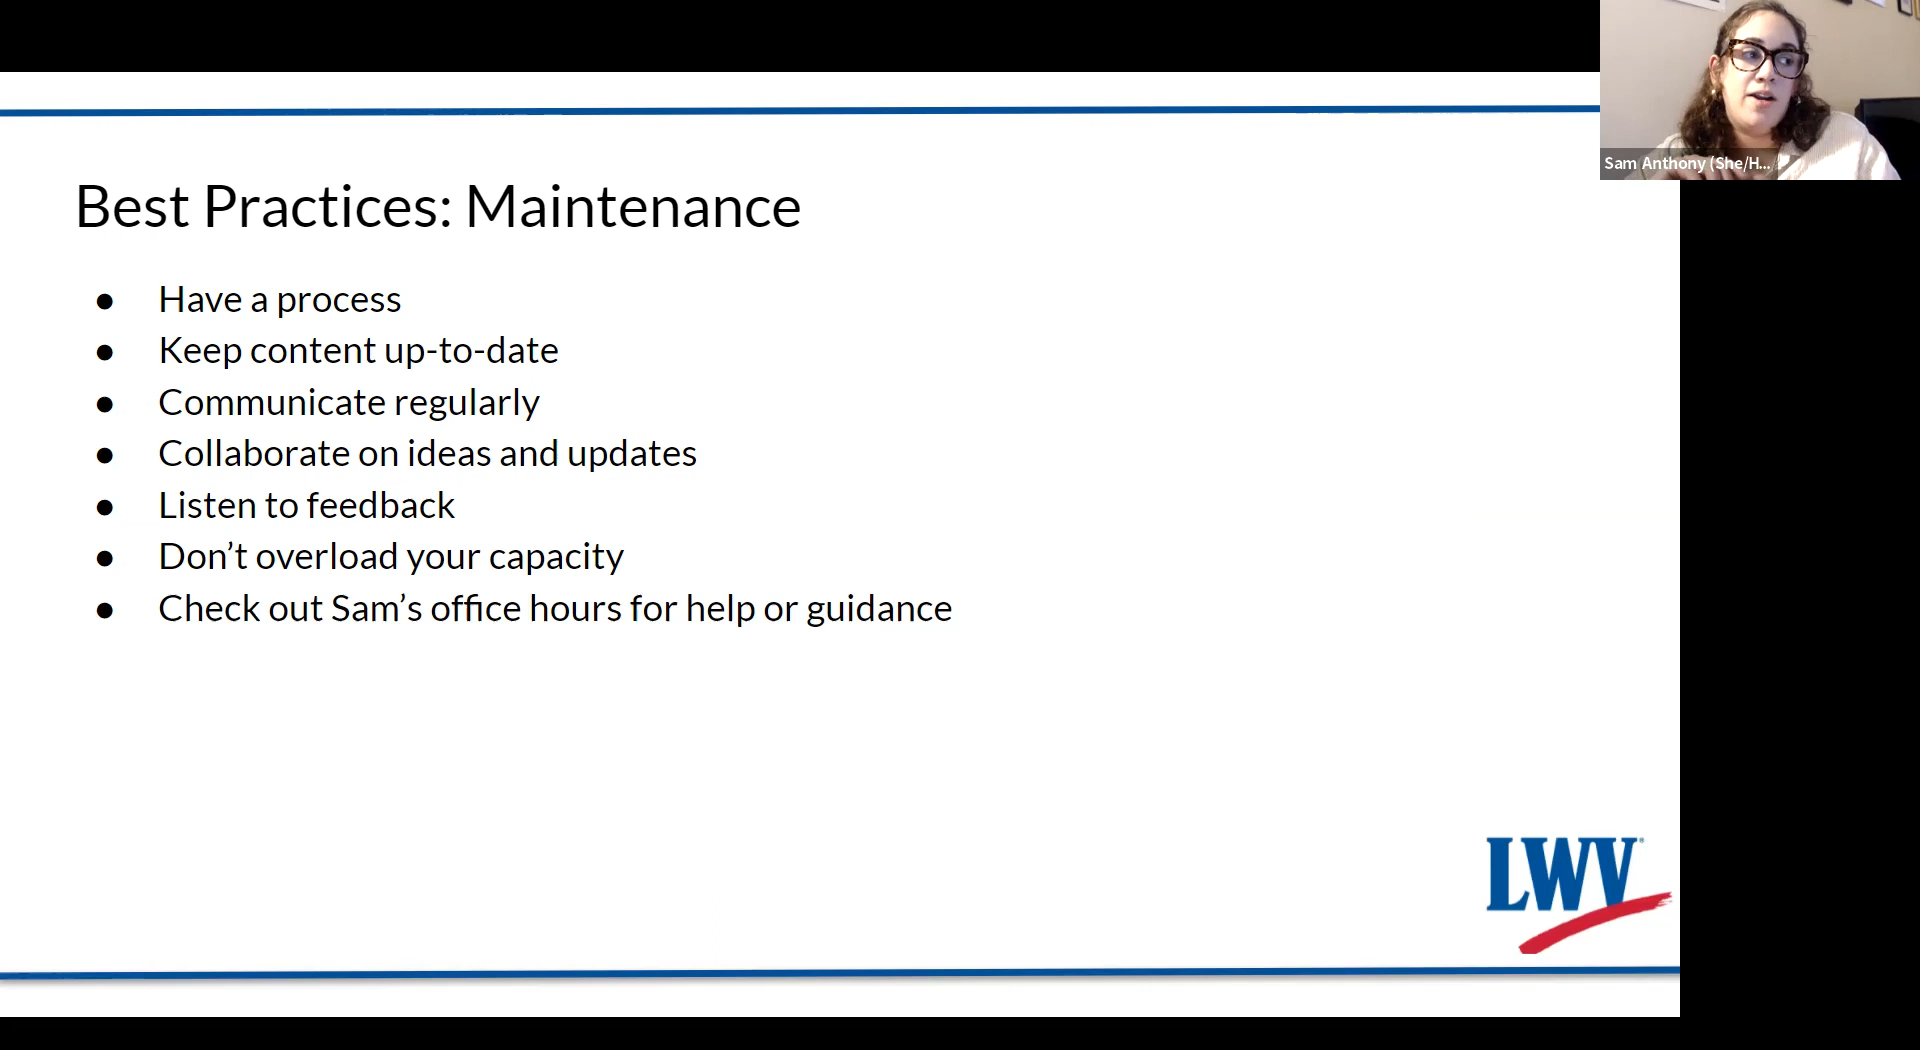 Best Practices: Maintenance
● Have a process
● Keep content up-to-date
● Communicate regularly
● Collaborate on ideas and updates
● Listen to feedback
● Don’t overload your capacity
● Check out Sam’s office hours for help or guidance
Sam Anthony (She/H...
LWV®